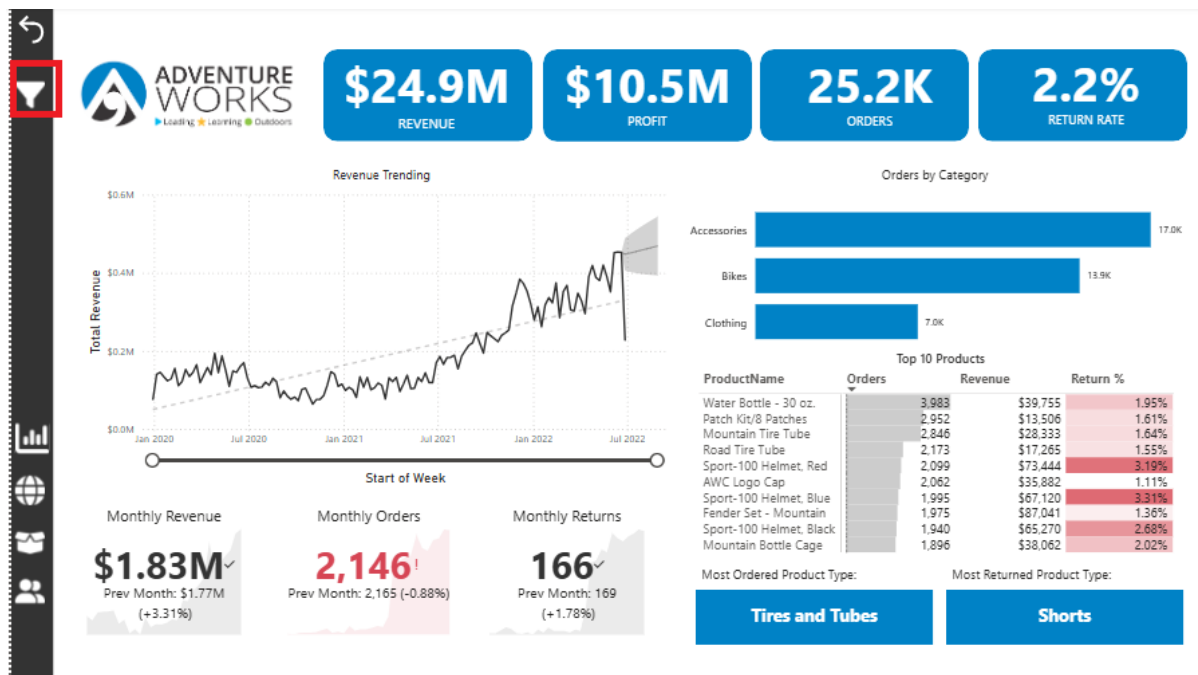 ADVENTURE
WORKS
Loading Learning Outdoors
$24.9M
REVENUE
$10.5M
PROFIT
25.2K
ORDERS
2.2%
RETURN RATE
Revenue Trending
Total Revenue
$0.6M
$0.4M
$0.2M
$0.0M
Jan 2020 Jul 2020 Jan 2021 Jul 2021 Jan 2022 Jul 2022
Start of Week
Orders by Category
Accessories 17.0K
Bikes 13.9K
Clothing 7.0K
Top 10 Products
ProductName Orders Revenue Return %
Water Bottle - 30 oz. 3,983 $39,755 1.95%
Patch Kit/8 Patches 2,952 $13,506 1.61%
Mountain Tire Tube 2,846 $28,333 1.64%
Road Tire Tube 2,173 $17,265 1.55%
Sport-100 Helmet, Red 2,099 $73,444 3.19%
AWC Logo Cap 2,062 $35,882 1.11%
Sport-100 Helmet, Blue 1,995 $67,120 3.31%
Fender Set - Mountain 1,975 $87,041 1.36%
Sport-100 Helmet, Black 1,940 $65,270 2.68%
Mountain Bottle Cage 1,896 $38,062 2.02%
Monthly Revenue
$1.83M
Prev Month: $1.77M
(+3.31%)
Monthly Orders
2,146!
Prev Month: 2,165 (-0.88%)
Monthly Returns
166
Prev Month: 169
(+1.78%)
Most Ordered Product Type:
Tires and Tubes
Most Returned Product Type:
Shorts